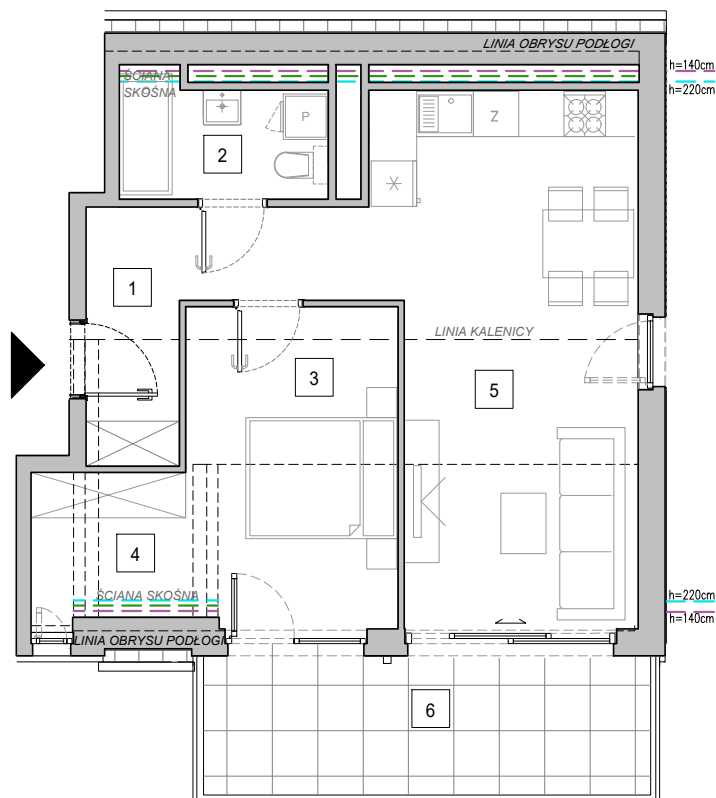 LINIA OBRYSU PODŁOGI
h=140cm
h=220cm
ŚCIANA
SKOŚNA
P
Z
2
1
LINIA KALENICY
3
5
4
ŚCIANA SKOŚNA
h=220cm
h=140cm
LINIA OBRYSU PODŁOGI
6